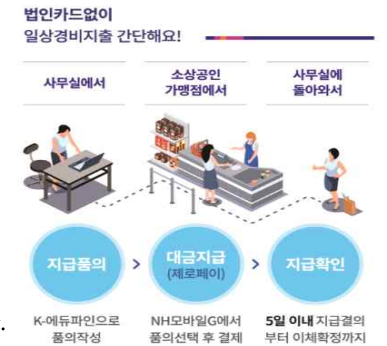 법인카드없이
일상경비지출 간단해요!
사무실에서
소상공인
가맹점에서
사무실에
돌아와서
지급품의
>
대금지급
(제로페이)
>
지급확인
K-에듀파인으로
품의작성
NH모바일G에서
품의선택 후 결제
5일 이내 지급결의
부터 이체확정까지
.